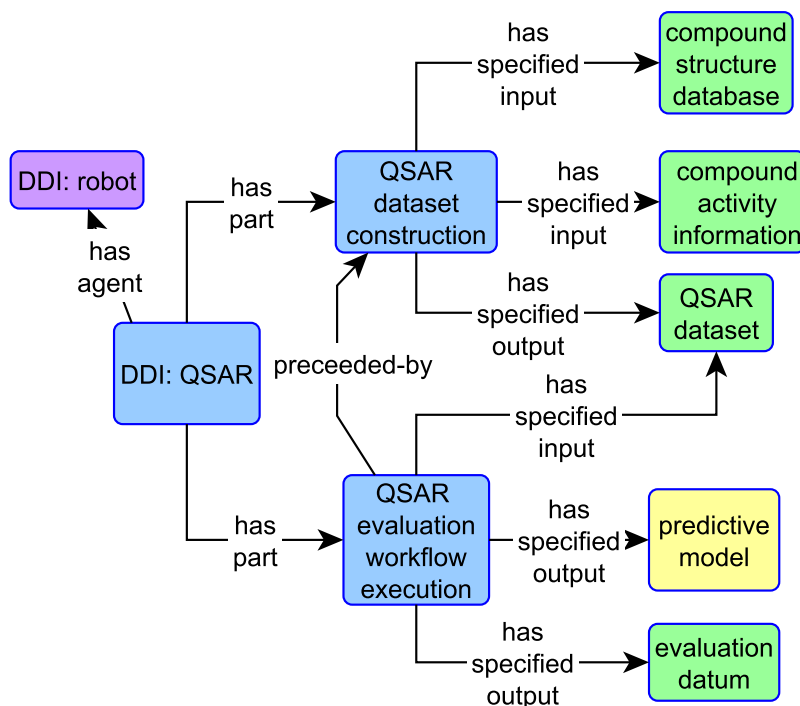 has
specified
input
compound
structure
database
DDI: robot
has
agent
has
part
QSAR
dataset
construction
has
specified
input
compound
activity
information
has
specified
output
QSAR
dataset
DDI: QSAR
preceeded-by
has
specified
input
has
part
QSAR
evaluation
workflow
execution
has
specified
output
predictive
model
has
specified
output
evaluation
datum